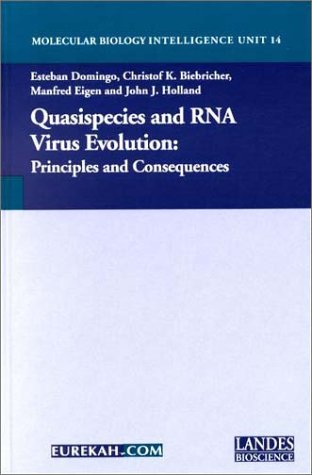 MOLECULAR BIOLOGY INTELLIGENCE UNIT 14
Esteban Domingo, Christof K. Biebricher,
Manfred Eigen and John J. Holland
Quasispecies and RNA
Virus Evolution:
Principles and Consequences
EUREKAH.COM
LANDES
BIOSCIENCE